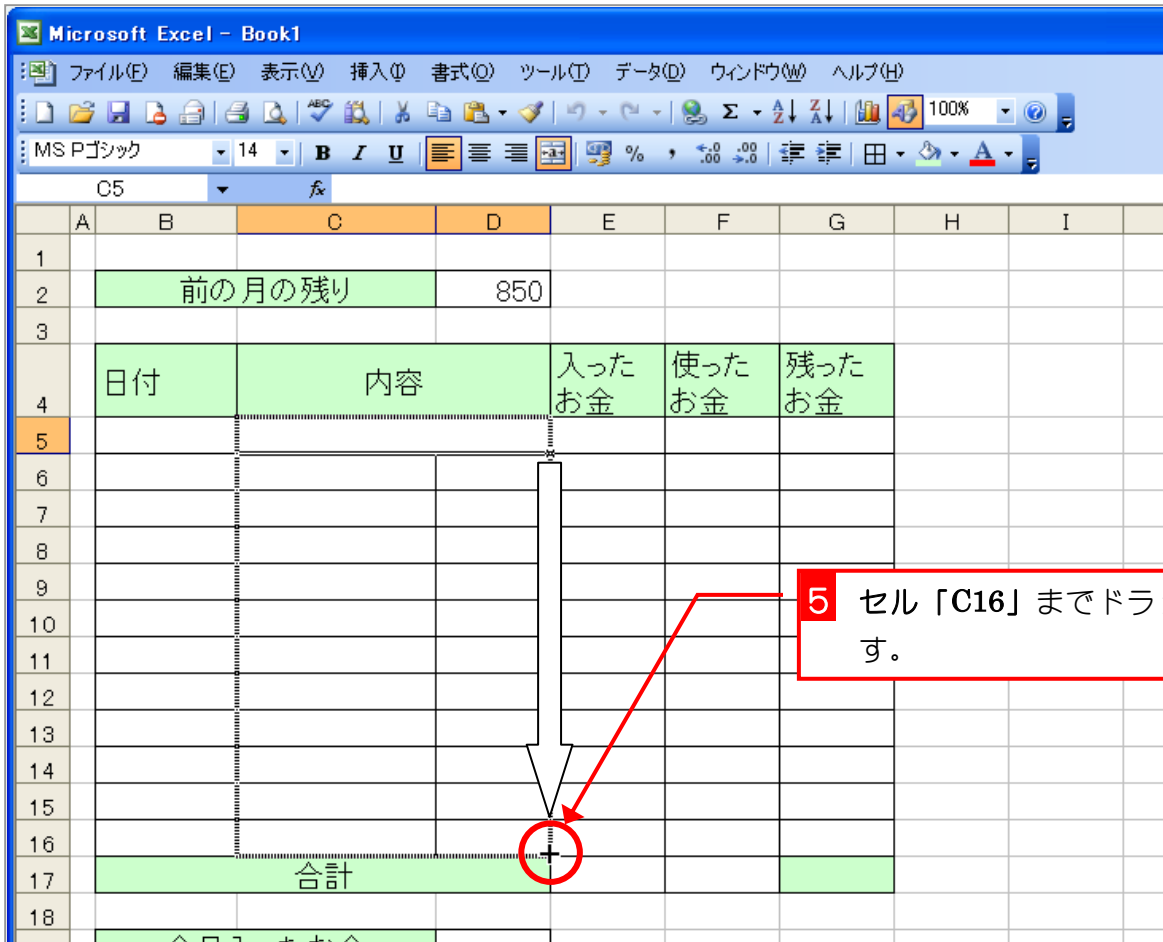 Microsoft Excel - Book1
ファイル(F) 編集(E) 表示(V) 挿入(I) 書式(O) ツール(T) データ(D) ウィンドウ(W) ヘルプ(H)
100%
MS Pゴシック 14 B I U % ,
C5 fx
A B C D E F G H I
1
2 前の月の残り 850
3
4 日付 内容 入ったお金 使ったお金 残ったお金
5
6
7
8
9
5 セル「C16」までドラ
10
す。
11
12
13
14
15
16
17 合計
18